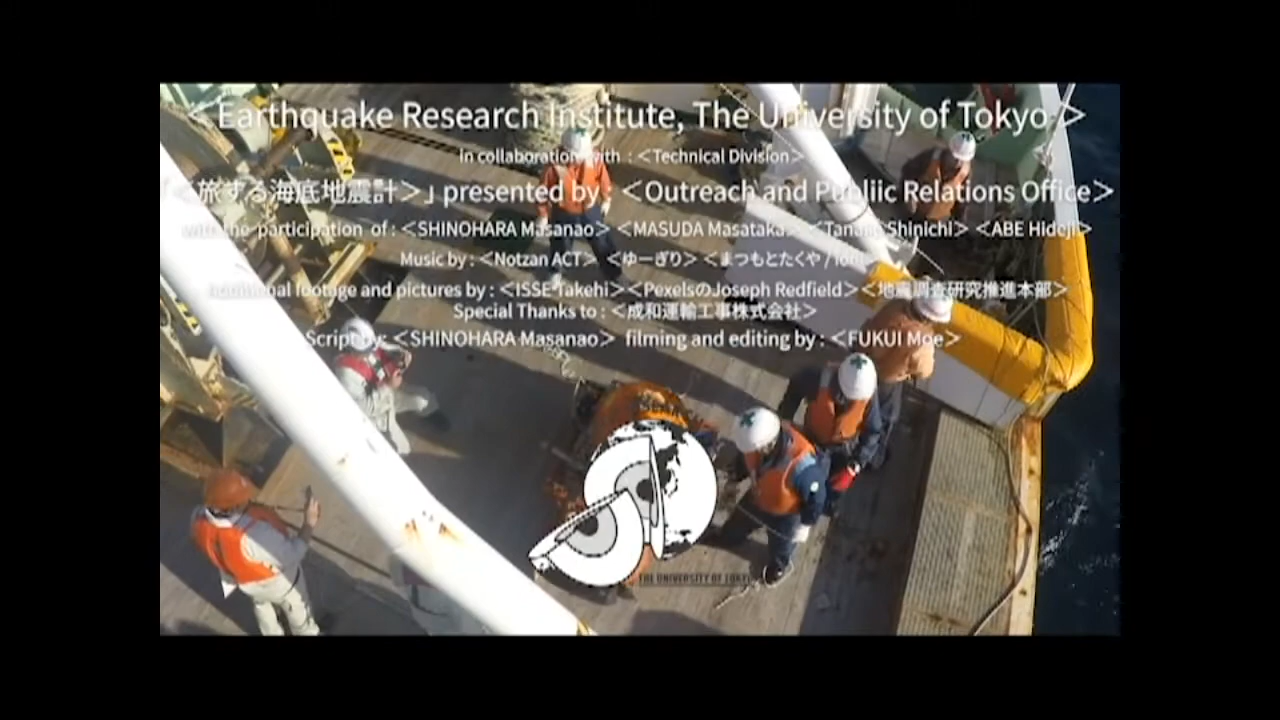 < Earthquake Research Institute, The University of Tokyo >
in collaboration with : <Technical Division>
「<旅する海底地震計>」 presented by : <Outreach and Publiic Relations Office>
with the participation of : <SHINOHARA Masanao> <MASUDA Masataka> <Tanaka Shinichi> <ABE Hideji>
Music by : <Notzan ACT> <ゆーぎり> <まつもとたくや /
additional footage and pictures by : <ISSE Takehi><PexelsのJoseph Redfield><地震調査研究推進本部>
Special Thanks to : <成和運輸工事株式会社>
Script by: <SHINOHARA Masanao> filming and editing by : <FUKUI Moe>
THE UNIVERSITY OF TOKYO